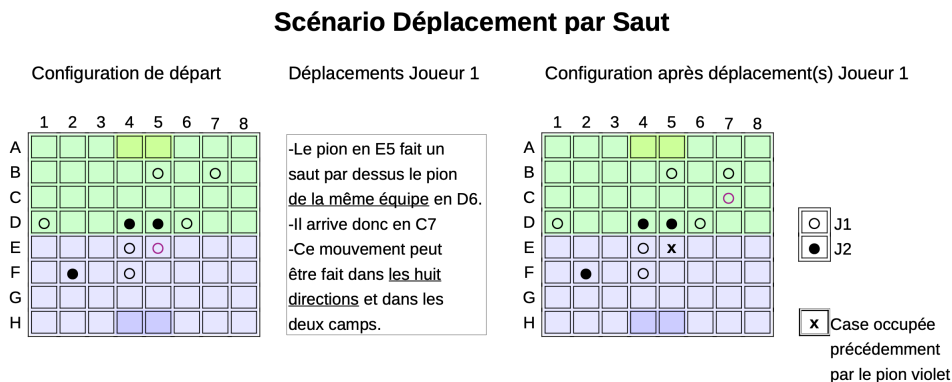 Scénario Déplacement par Saut
Configuration de départ
Déplacements Joueur 1
Configuration après déplacement(s) Joueur 1
1 2 3 4 5 6 7 8
A
B
C
D
E
F
G
H
-Le pion en E5 fait un
saut par dessus le pion
de la même équipe en D6.
-Il arrive donc en C7
-Ce mouvement peut
être fait dans les huit
directions et dans les
deux camps.
1 2 3 4 5 6 7 8
A
B
C
D
E
x
F
G
H
J1
J2
x Case occupée
précédemment
par le pion violet